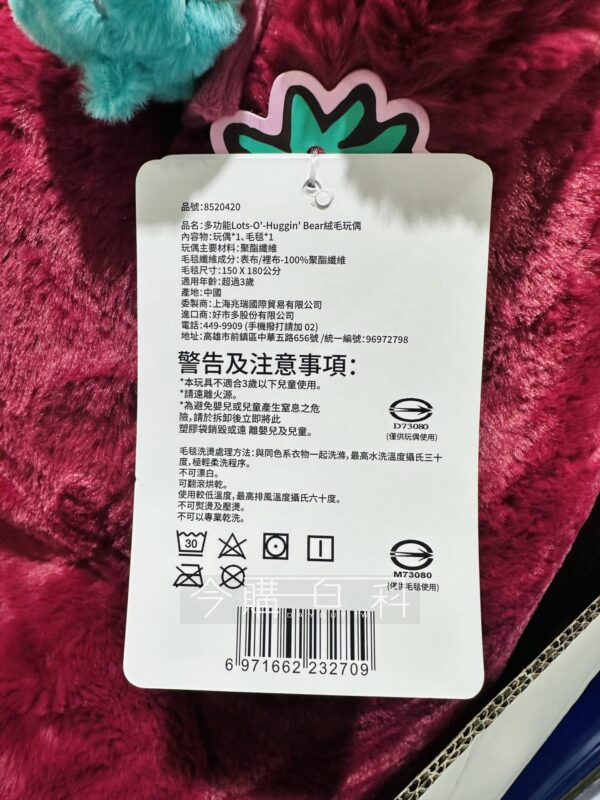 品號:8520420
品名:多功能Lots-O'-Huggin' Bear絨毛玩偶
內容物:玩偶*1、毛毯*1
玩偶主要材料:聚酯纖維
毛毯纖維成分:表布/裡布-100%聚酯纖維
毛毯尺寸:150 X 180公分
適用年齡:超過3歲
產地:中國
委製商:上海兆瑞國際貿易有限公司
進口商:好市多股份有限公司
電話:449-9909 (手機撥打請加 02)
地址:高雄市前鎮區中華五路656號 /統一編號:96972798
警告及注意事項:
*本玩具不適合3歲以下兒童使用。
*請遠離火源。
*為避免嬰兒或兒童產生窒息之危
險,請於拆卸後立即將此
塑膠袋銷毀或遠 離嬰兒及兒童。
D73080
(僅供玩偶使用)
毛毯洗燙處理方法:與同色系衣物一起洗滌,最高水洗溫度攝氏三十
度,極輕柔洗程序。
不可漂白。
可翻滾烘乾。
使用較低溫度,最高排風溫度攝氏六十度。
不可熨燙及壓燙。
不可以專業乾洗。
30
M73080
(僅供毛毯使用)
今購百科
6 971662 232709